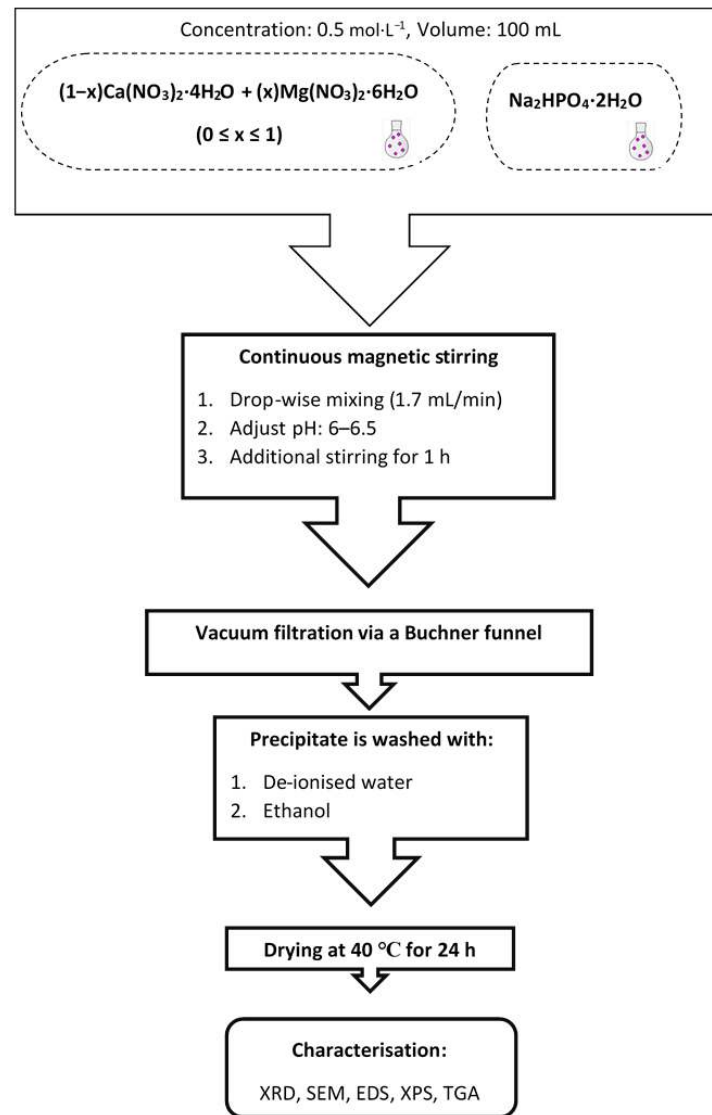 Concentration: 0.5 mol·L⁻¹, Volume: 100 mL
(1–x)Ca(NO₃)₂·4H₂O + (x)Mg(NO₃)₂·6H₂O
(0 ≤ x ≤ 1)
Na₂HPO₄·2H₂O
Continuous magnetic stirring
1. Drop-wise mixing (1.7 mL/min)
2. Adjust pH: 6–6.5
3. Additional stirring for 1 h
Vacuum filtration via a Buchner funnel
Precipitate is washed with:
1. De-ionised water
2. Ethanol
Drying at 40 °C for 24 h
Characterisation:
XRD, SEM, EDS, XPS, TGA